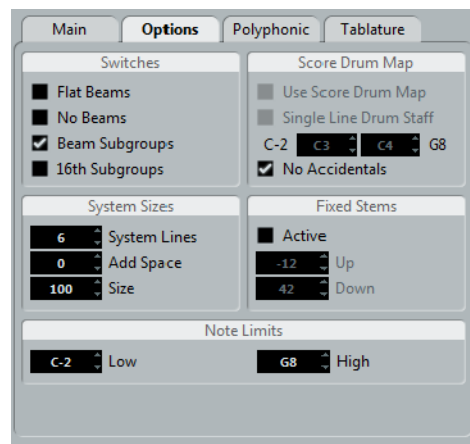 Main Options Polyphonic Tablature
Switches
Flat Beams
No Beams
Beam Subgroups
16th Subgroups
Score Drum Map
Use Score Drum Map
Single Line Drum Staff
C-2 C3 C4 G8
No Accidentals
System Sizes
6 System Lines
0 Add Space
100 Size
Fixed Stems
Active
-12 Up
42 Down
Note Limits
C-2 Low G8 High